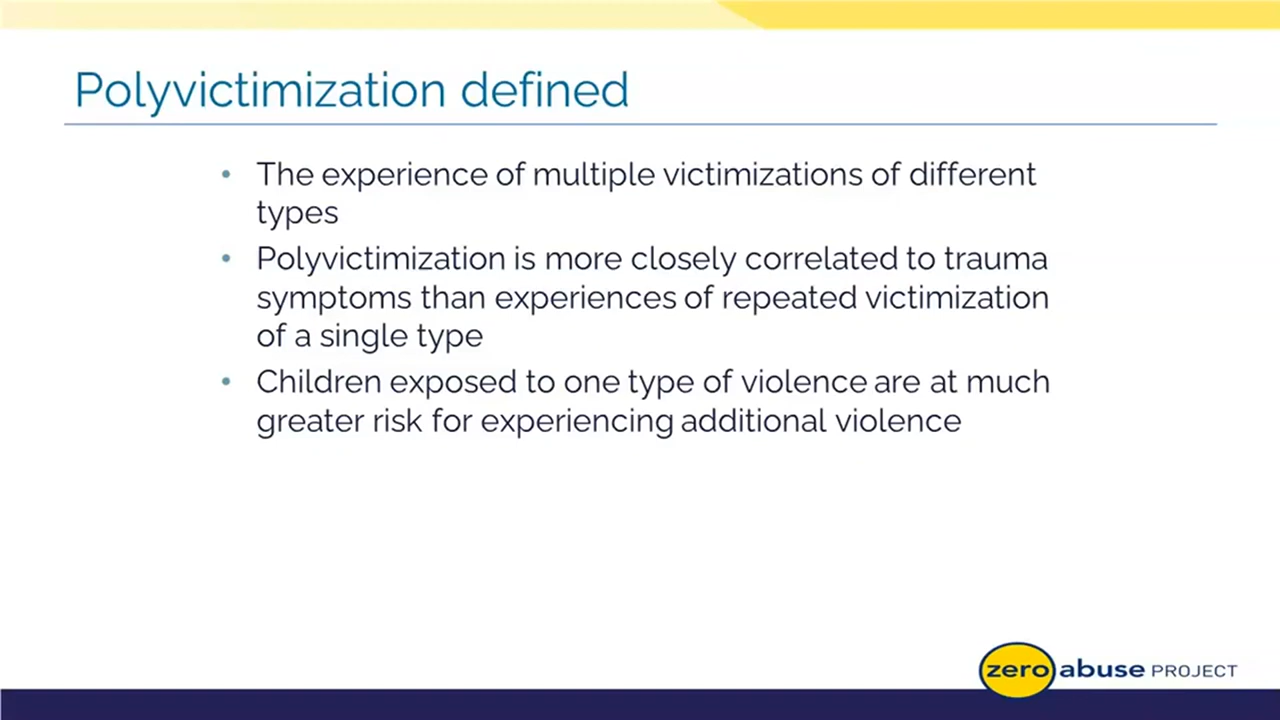 Polyvictimization defined
• The experience of multiple victimizations of different
types
• Polyvictimization is more closely correlated to trauma
symptoms than experiences of repeated victimization
of a single type
• Children exposed to one type of violence are at much
greater risk for experiencing additional violence
zero abuse PROJECT